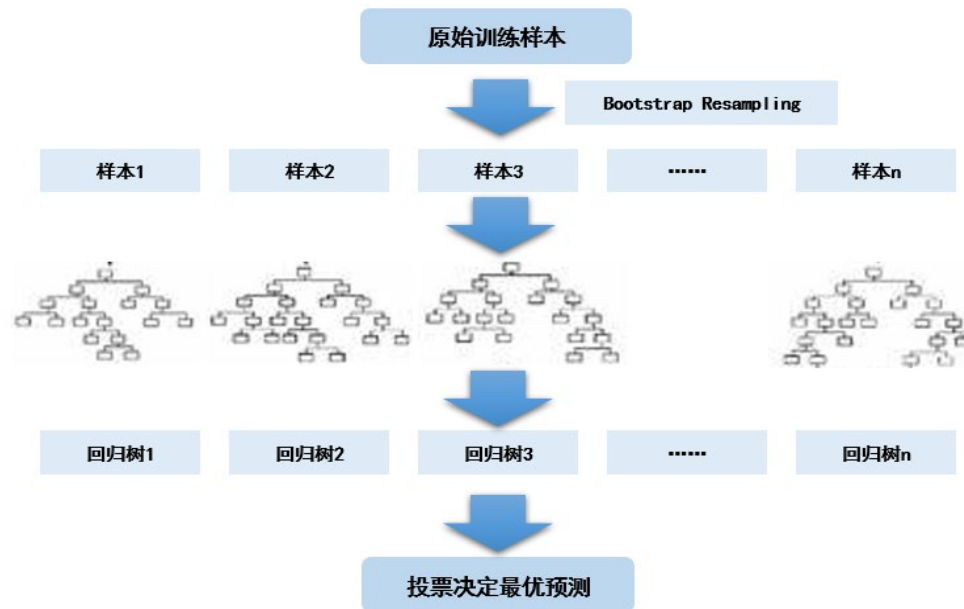 原始训练样本
Bootstrap Resampling
样本1 样本2 样本3 …… 样本n
回归树1 回归树2 回归树3 …… 回归树n
投票决定最优预测